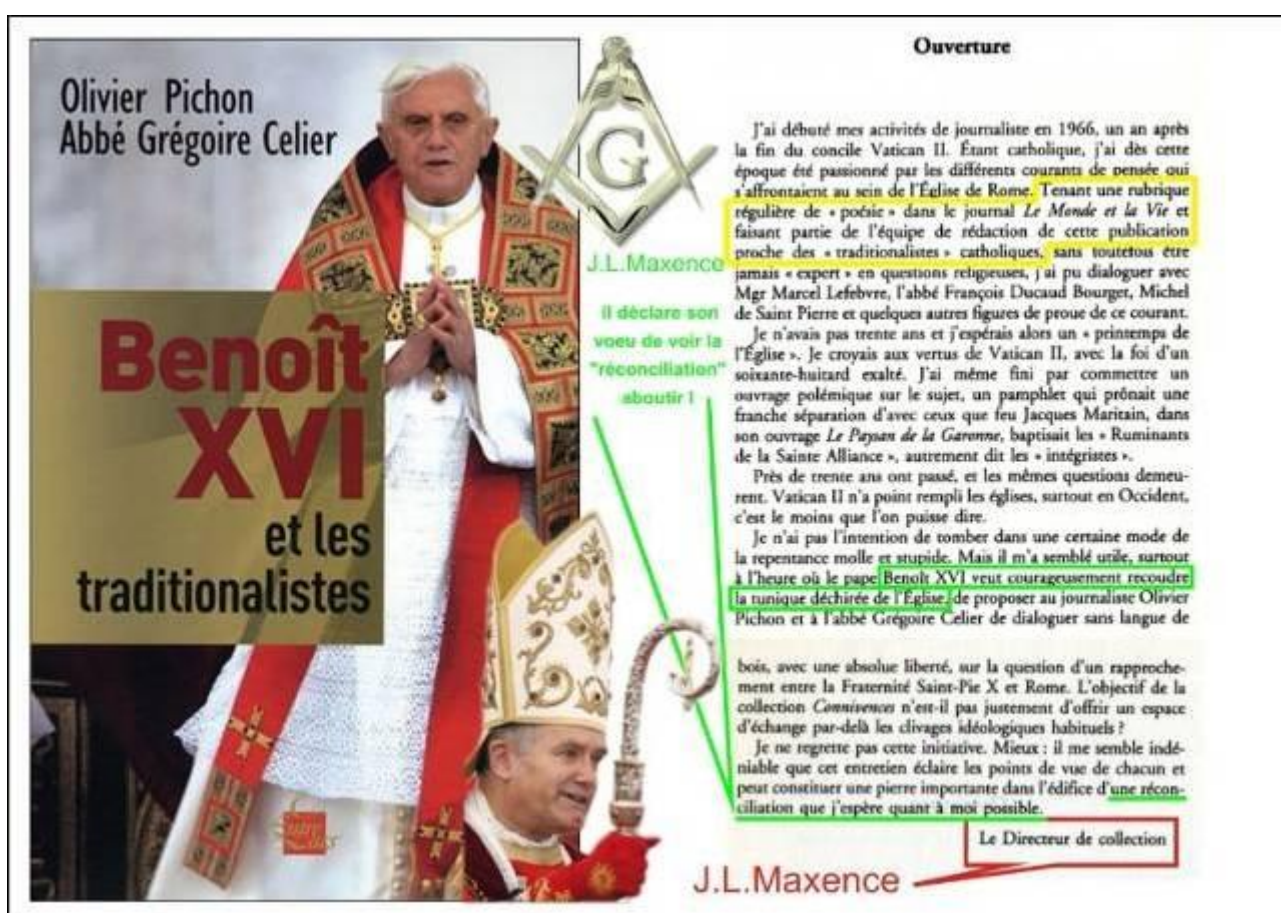 Olivier Pichon
Abbé Grégoire Celier
Benoît
XVI
et les
traditionalistes
G
J.L.Maxence
il déclare son
voeu de voir la
"réconciliation"
aboutir !
Ouverture
J'ai débuté mes activités de journaliste en 1966, un an après
la fin du concile Vatican II. Étant catholique, j'ai dès cette
époque été passionné par les différents courants de pensée qui
s'affrontaient au sein de l'Église de Rome. Tenant une rubrique
régulière de « poésie » dans le journal Le Monde et la Vie et
faisant partie de l'équipe de rédaction de cette publication
proche des « traditionalistes » catholiques, sans toutefois être
jamais « expert » en questions religieuses, j'ai pu dialoguer avec
Mgr Marcel Lefebvre, l'abbé François Ducaud Bourget, Michel
de Saint Pierre et quelques autres figures de proue de ce courant.
Je n'avais pas trente ans et j'espérais alors un « printemps de
l'Église ». Je croyais aux vertus de Vatican II, avec la foi d'un
soixante-huitard exalté. J'ai même fini par commettre un
ouvrage polémique sur le sujet, un pamphlet qui prônait une
franche séparation d'avec ceux que feu Jacques Maritain, dans
son ouvrage Le Paysan de la Garonne, baptisait les « Ruminants
de la Sainte Alliance », autrement dit les « intégristes ».
Près de trente ans ont passé, et les mêmes questions demeu-
rent. Vatican II n'a point rempli les églises, surtout en Occident,
c'est le moins que l'on puisse dire.
Je n'ai pas l'intention de tomber dans une certaine mode de
la repentance molle et stupide. Mais il m'a semblé utile, surtout
à l'heure où le pape Benoît XVI veut courageusement recoudre
la tunique déchirée de l'Église, de proposer au journaliste Olivier
Pichon et à l'abbé Grégoire Celier de dialoguer sans langue de
bois, avec une absolue liberté, sur la question d'un rapproche-
ment entre la Fraternité Saint-Pie X et Rome. L'objectif de la
collection Connivences n'est-il pas justement d'offrir un espace
d'échange par-delà les clivages idéologiques habituels ?
Je ne regrette pas cette initiative. Mieux : il me semble indé-
niable que cet entretien éclaire les points de vue de chacun et
peut constituer une pierre importante dans l'édifice d'une récon-
ciliation que j'espère quant à moi possible.
Le Directeur de collection
J.L.Maxence